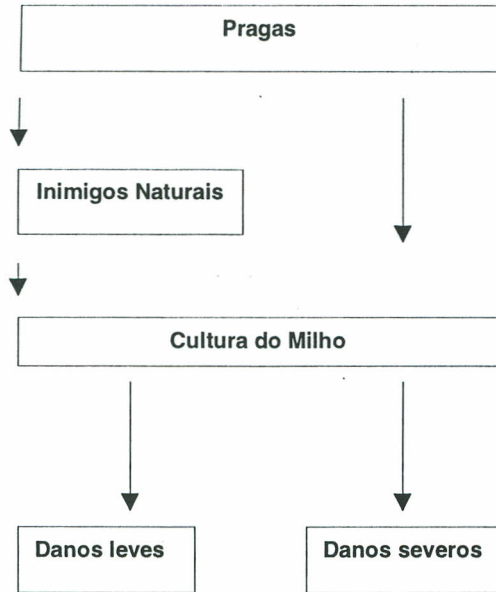 Pragas
Inimigos Naturais
Cultura do Milho
Danos leves
Danos severos